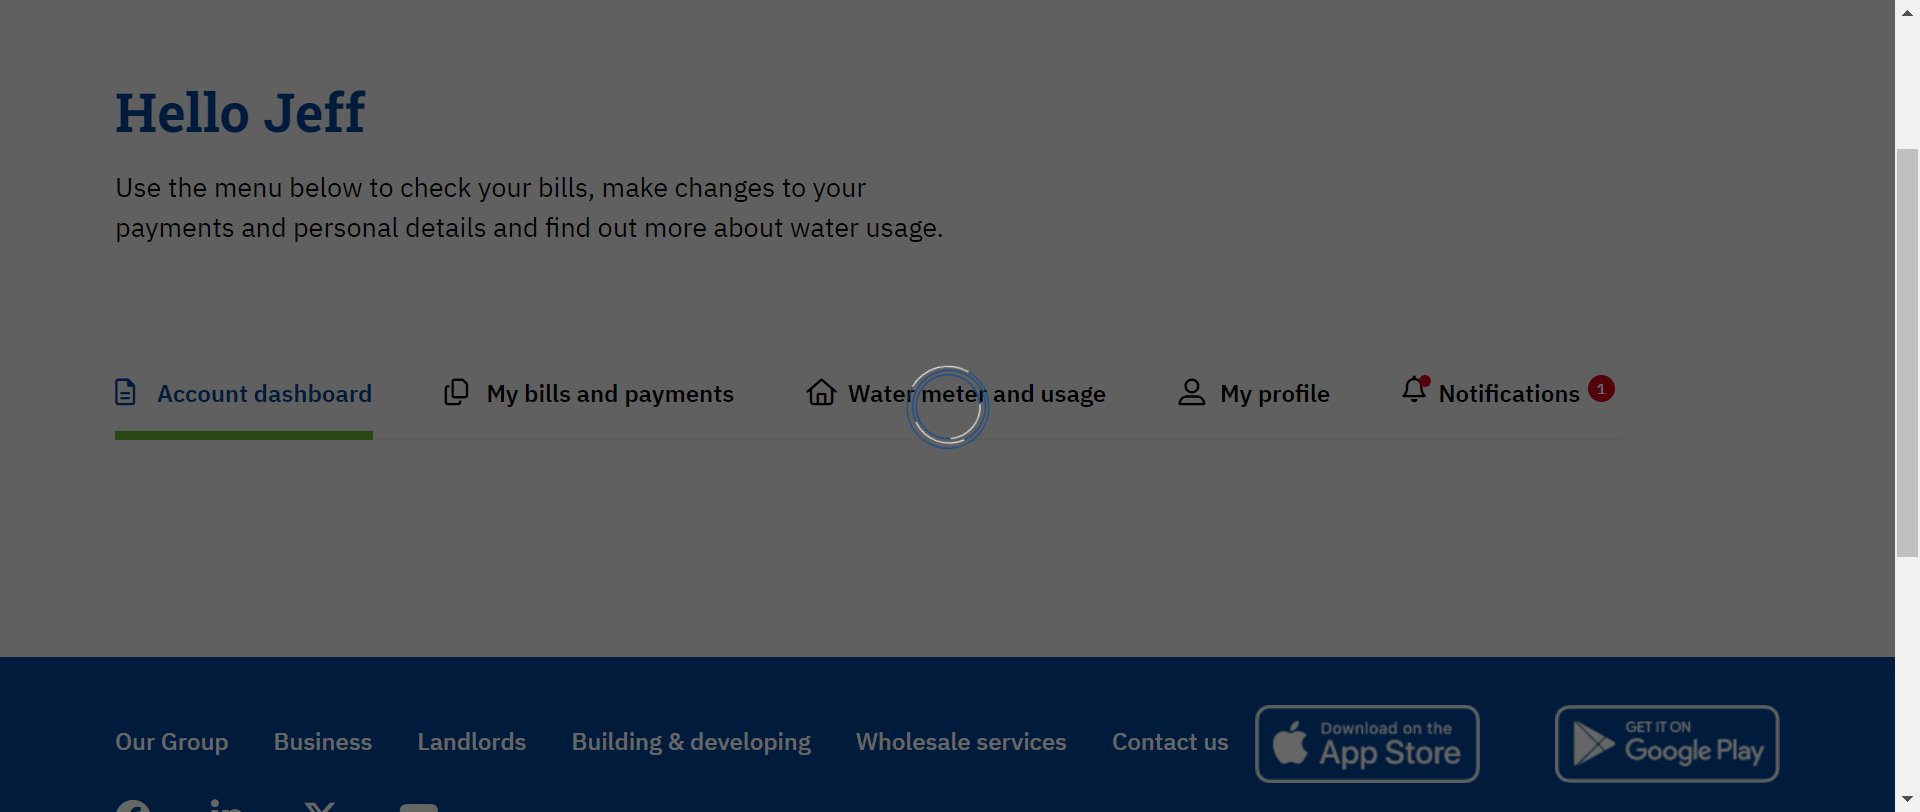 Hello Jeff
Use the menu below to check your bills, make changes to your
payments and personal details and find out more about water usage.
Account dashboard
My bills and payments
Water meter and usage
My profile
Notifications 1
Our Group
Business
Landlords
Building & developing
Wholesale services
Contact us
Download on the
App Store
GET IT ON
Google Play